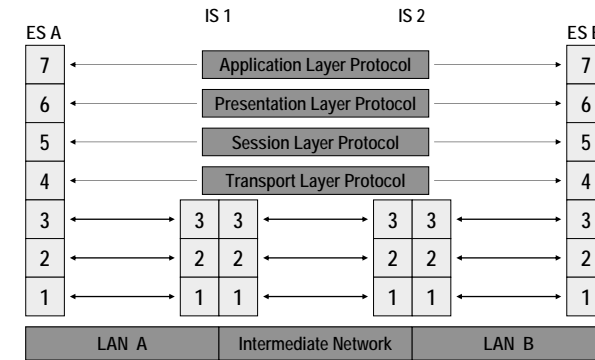 IS 1 IS 2
ES A ES B
7 Application Layer Protocol 7
6 Presentation Layer Protocol 6
5 Session Layer Protocol 5
4 Transport Layer Protocol 4
3 3 3 3 3 3
2 2 2 2 2 2
1 1 1 1 1 1
LAN A Intermediate Network LAN B